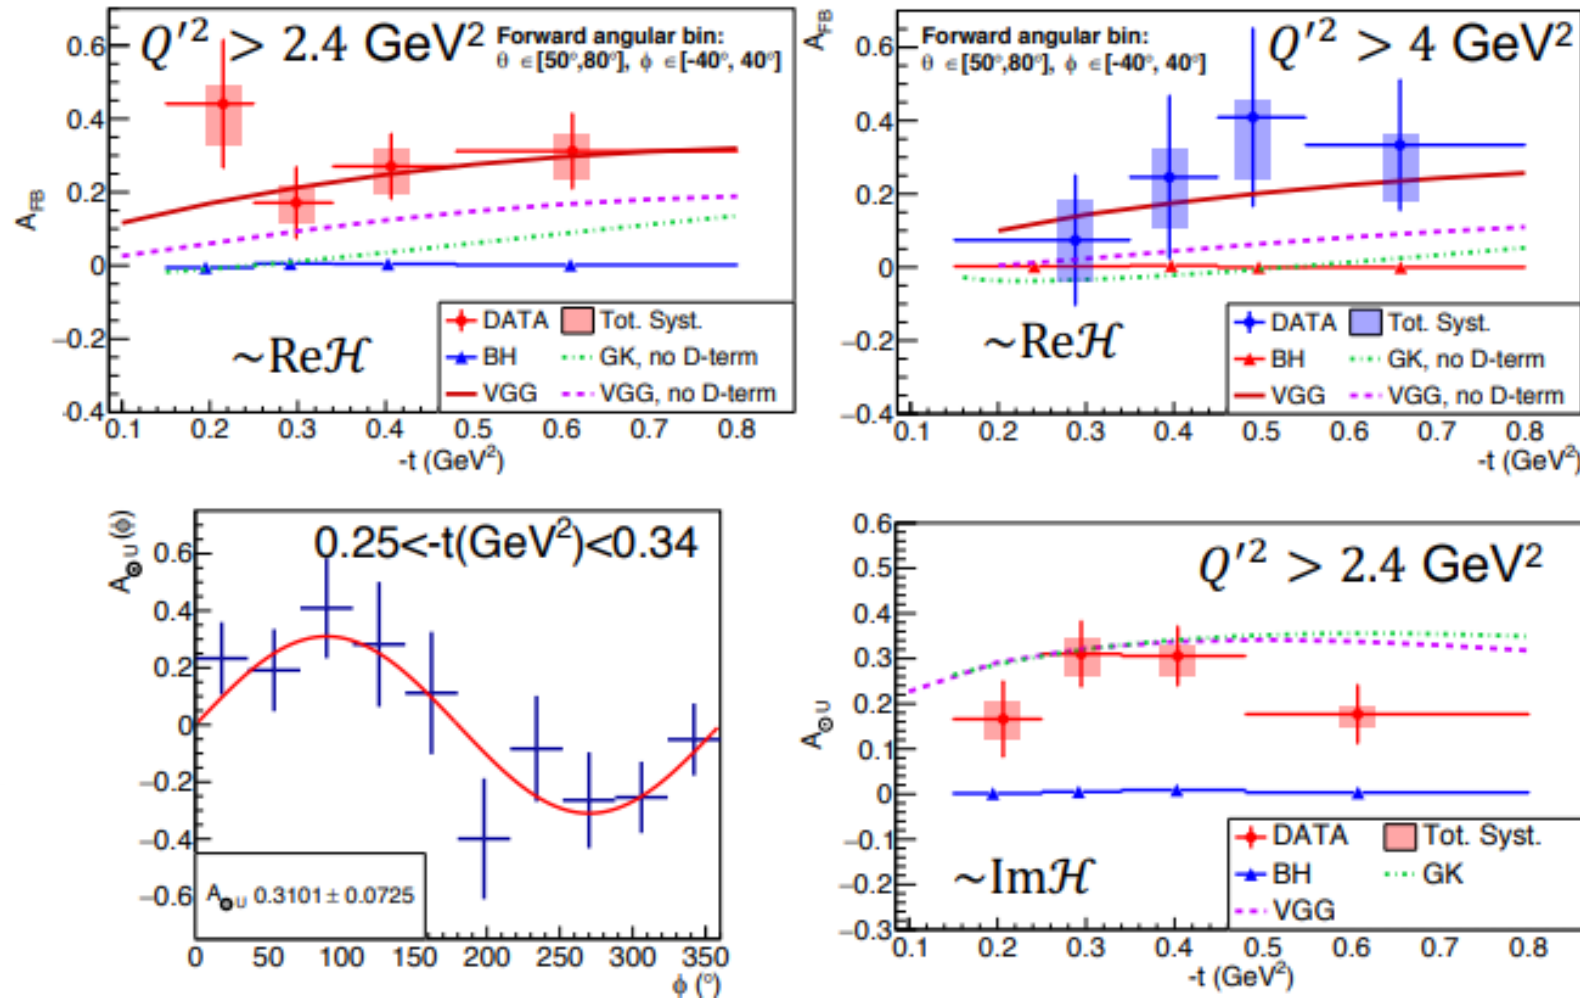 Q′² > 2.4 GeV²
Forward angular bin:
θ ∈[50°,80°], ϕ ∈[-40°, 40°]
A_FB
0.6
0.4
0.2
0
−0.2
0.4
~Reℋ
DATA Tot. Syst.
BH GK, no D-term
VGG VGG, no D-term
0.1 0.2 0.3 0.4 0.5 0.6 0.7 0.8
-t (GeV²)
A_FB
Forward angular bin:
θ ∈[50°,80°], ϕ ∈[-40°, 40°]
Q′² > 4 GeV²
0.6
0.4
0.2
0
−0.2
−0.4
~Reℋ
DATA Tot. Syst.
BH GK, no D-term
VGG VGG, no D-term
0.1 0.2 0.3 0.4 0.5 0.6 0.7 0.8
-t (GeV²)
A_⊙U(ϕ)
0.25<-t(GeV²)<0.34
0.6
0.4
0.2
0
−0.2
−0.4
−0.6
A_⊙U 0.3101 ± 0.0725
0 50 100 150 200 250 300 350
ϕ (°)
A_⊙U
Q′² > 2.4 GeV²
0.6
0.5
0.4
0.3
0.2
0.1
0
−0.1
−0.2
−0.3
~Imℋ
DATA Tot. Syst.
BH GK
VGG
0.1 0.2 0.3 0.4 0.5 0.6 0.7 0.8
-t (GeV²)